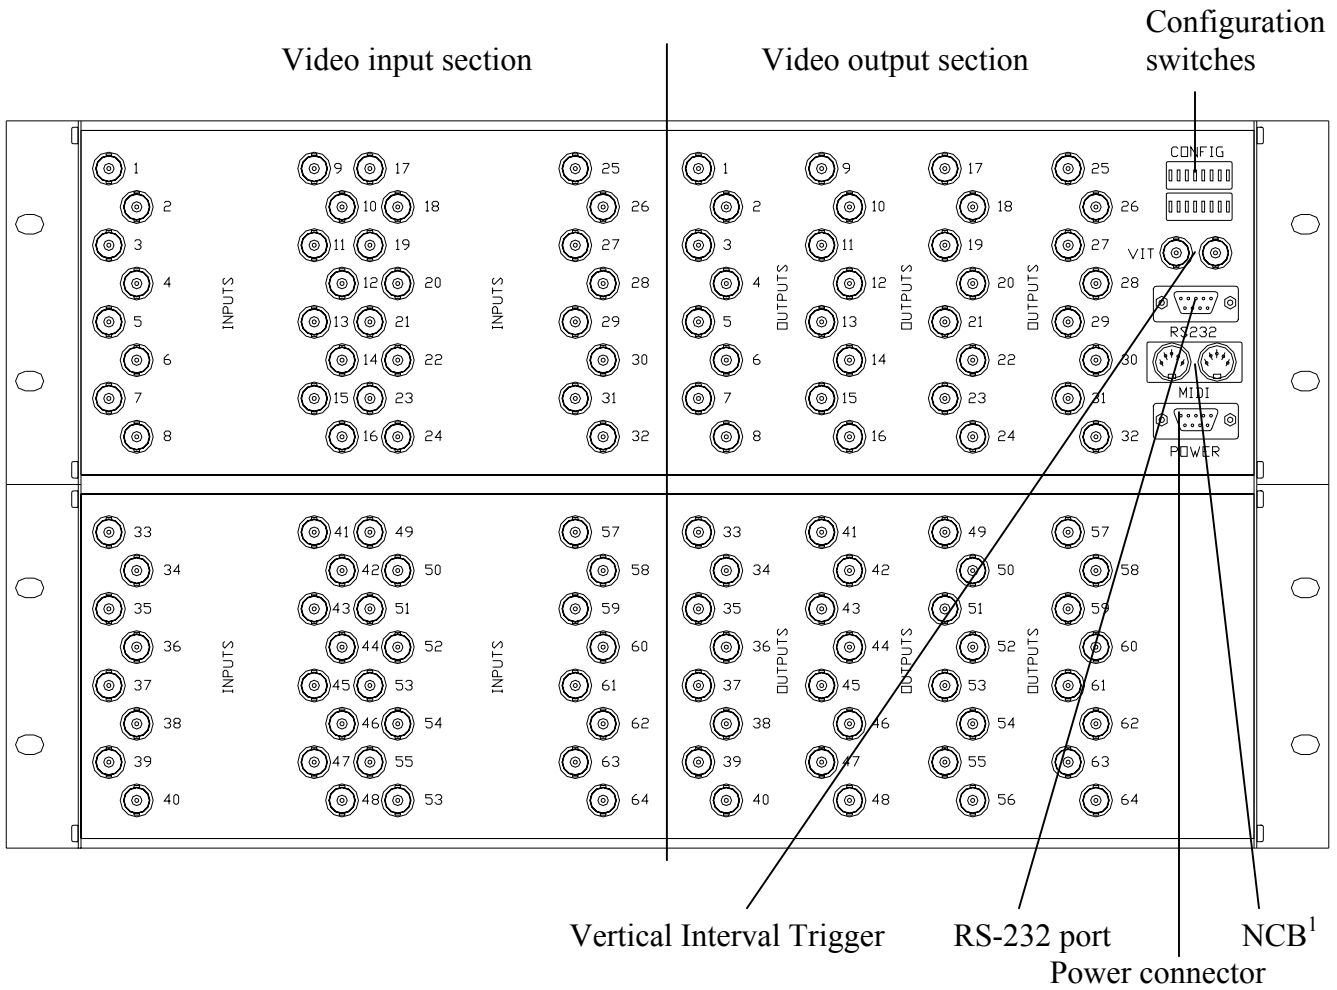 Configuration
switches
Video input section
Video output section
CONFIG
1 9 17 25 1 9 17 25
2 10 18 26 2 10 18 26
3 11 19 27 3 11 19 27
VIT
4 12 20 28 4 12 20 28
INPUTS INPUTS OUTPUTS OUTPUTS OUTPUTS
5 13 21 29 5 13 21 29
RS232
6 14 22 30 6 14 22 30
MIDI
7 15 23 31 7 15 23 31
8 16 24 32 8 16 24 32
POWER
33 41 49 57 33 41 49 57
34 42 50 58 34 42 50 58
35 43 51 59 35 43 51 59
36 44 52 60 36 44 52 60
INPUTS INPUTS OUTPUTS OUTPUTS OUTPUTS
37 45 53 61 37 45 53 61
38 46 54 62 38 46 54 62
39 47 55 63 39 47 55 63
40 48 53 64 40 48 56 64
Vertical Interval Trigger RS-232 port NCB¹
Power connector